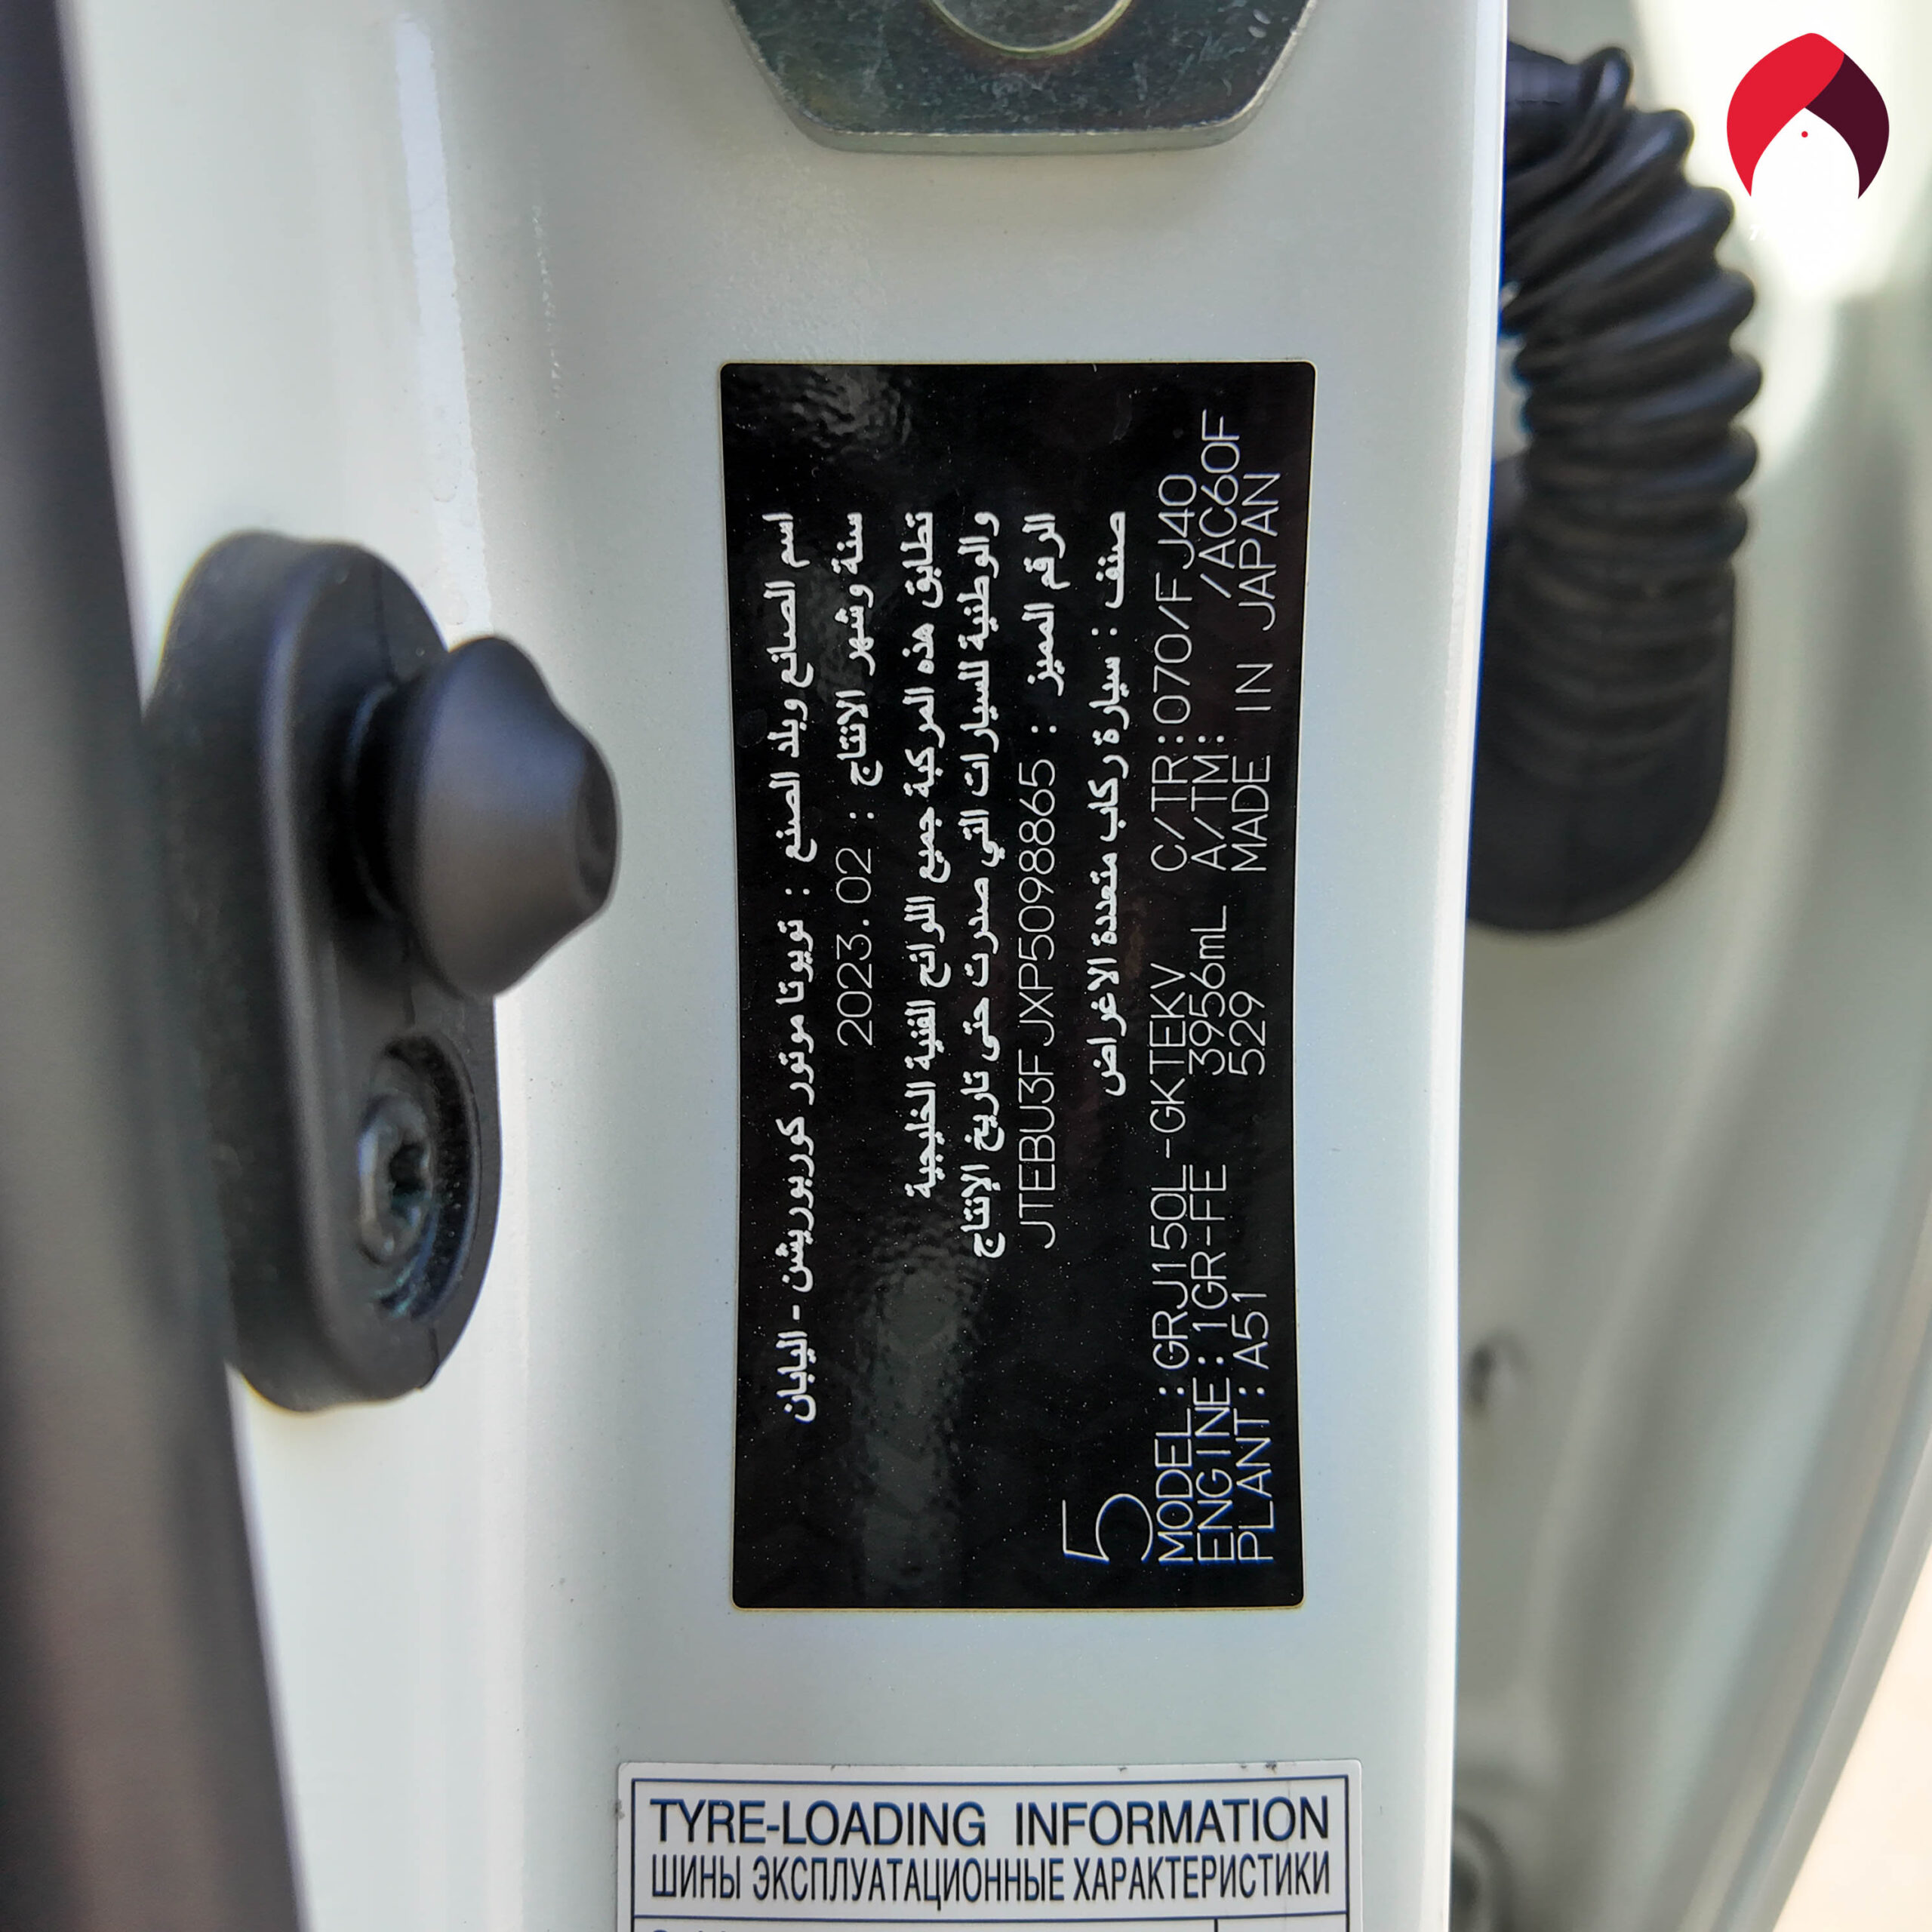 اسم الصانع وبلد الصنع : تويوتا موتور كوربوريشن - اليابان
سنة وشهر الانتاج : 2023.02
تطابق هذه المركبة جميع اللوائح الفنية الخليجية
والوطنية للسيارات التي صدرت حتى تاريخ الإنتاج
الرقم المميز : JTEBU3FJXP5098865
صنف : سيارة ركاب متعددة الاغراض
5
MODEL:GRJ150L-GKTEKV C/TR:070/FJ40
ENGINE:1GR-FE 3956mL A/TM: /AC60F
PLANT:A51 529 MADE IN JAPAN
TYRE-LOADING INFORMATION
ШИНЫ ЭКСПЛУАТАЦИОННЫЕ ХАРАКТЕРИСТИКИ